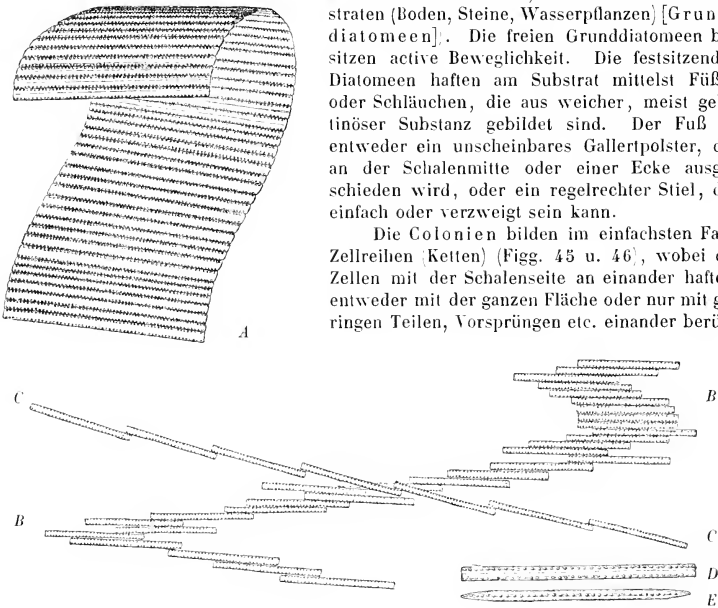 straten (Boden, Steine, Wasserpflanzen) [Grun
diatomeen]. Die freien Grunddiatomeen b
sitzen active Beweglichkeit. Die festsitzend
Diatomeen haften am Substrat mittelst Füß
oder Schläuchen, die aus weicher, meist ge
tinöser Substanz gebildet sind. Der Fuß
entweder ein unscheinbares Gallertpolster, d
an der Schalenmitte oder einer Ecke ausg
schieden wird, oder ein regelrechter Stiel,
einfach oder verzweigt sein kann.
Die Colonien bilden im einfachsten Fa
Zellreihen (Ketten) (Figg. 45 u. 46), wobei
Zellen mit der Schalenseite an einander hafte
entweder mit der ganzen Fläche oder nur mit g
ringen Teilen, Vorsprüngen etc. einander berü
A
C
B
B
C
D
E